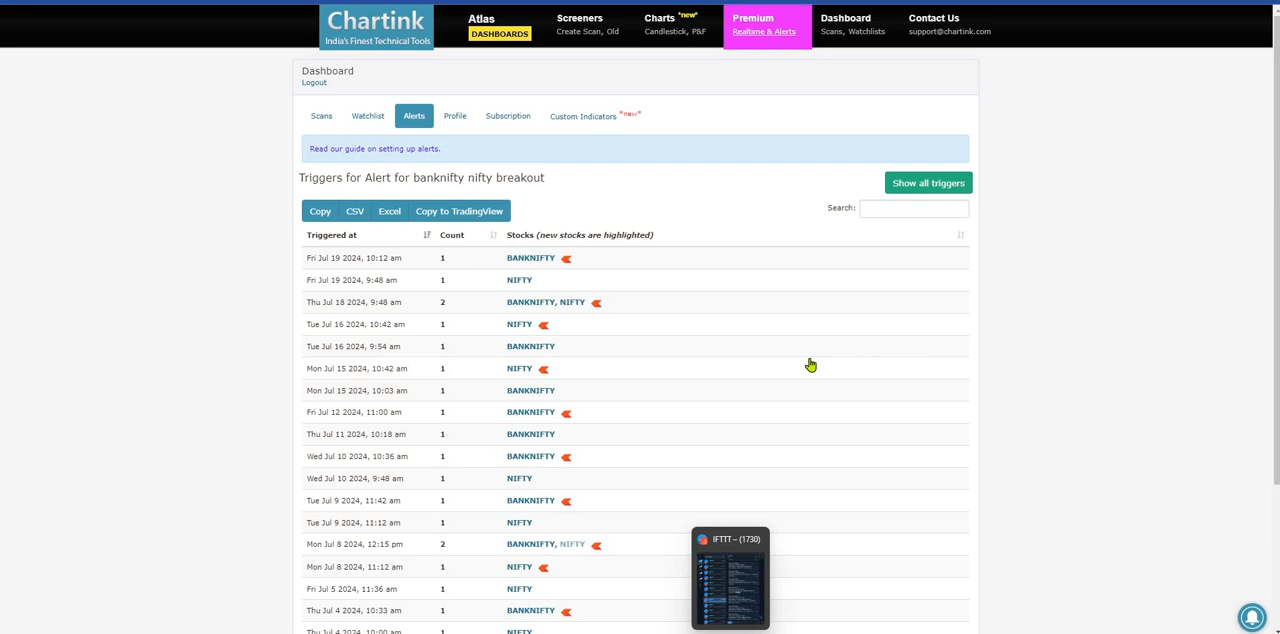 Chartink
India's Finest Technical Tools
Atlas
DASHBOARDS
Screeners
Create Scan, Old
Charts *new*
Candlestick, P&F
Premium
Realtime & Alerts
Dashboard
Scans, Watchlists
Contact Us
support@chartink.com
Dashboard
Logout
Scans Watchlist Alerts Profile Subscription Custom Indicators *new*
Read our guide on setting up alerts.
Triggers for Alert for banknifty nifty breakout
Show all triggers
Copy CSV Excel Copy to TradingView
Search:
Triggered at Count Stocks (new stocks are highlighted)
Fri Jul 19 2024, 10:12 am 1 BANKNIFTY
Fri Jul 19 2024, 9:48 am 1 NIFTY
Thu Jul 18 2024, 9:48 am 2 BANKNIFTY, NIFTY
Tue Jul 16 2024, 10:42 am 1 NIFTY
Tue Jul 16 2024, 9:54 am 1 BANKNIFTY
Mon Jul 15 2024, 10:42 am 1 NIFTY
Mon Jul 15 2024, 10:03 am 1 BANKNIFTY
Fri Jul 12 2024, 11:00 am 1 BANKNIFTY
Thu Jul 11 2024, 10:18 am 1 BANKNIFTY
Wed Jul 10 2024, 10:36 am 1 BANKNIFTY
Wed Jul 10 2024, 9:48 am 1 NIFTY
Tue Jul 9 2024, 11:42 am 1 BANKNIFTY
Tue Jul 9 2024, 11:12 am 1 NIFTY
Mon Jul 8 2024, 12:15 pm 2 BANKNIFTY, NIFTY
Mon Jul 8 2024, 11:12 am 1 NIFTY
Fri Jul 5 2024, 11:36 am 1 NIFTY
Thu Jul 4 2024, 10:33 am 1 BANKNIFTY
Thu Jul 4 2024, 10:00 am 1 NIFTY
IFTTT – (1730)